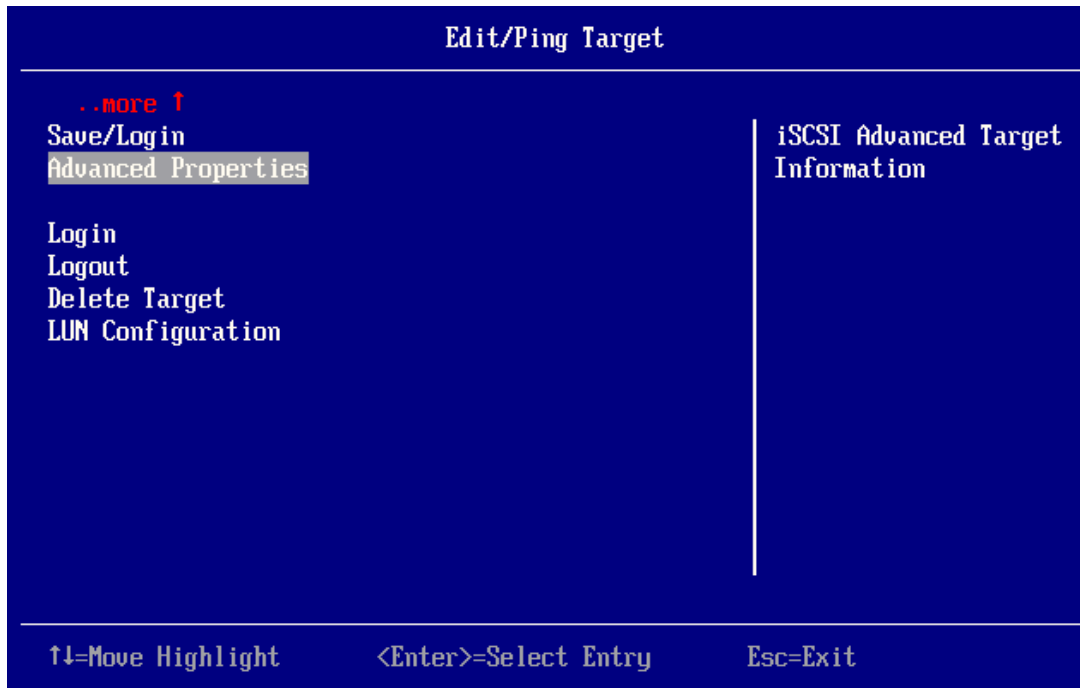 Edit/Ping Target
..more ↑
Save/Login
Advanced Properties
Login
Logout
Delete Target
LUN Configuration
iSCSI Advanced Target
Information
↑↓=Move Highlight <Enter>=Select Entry Esc=Exit